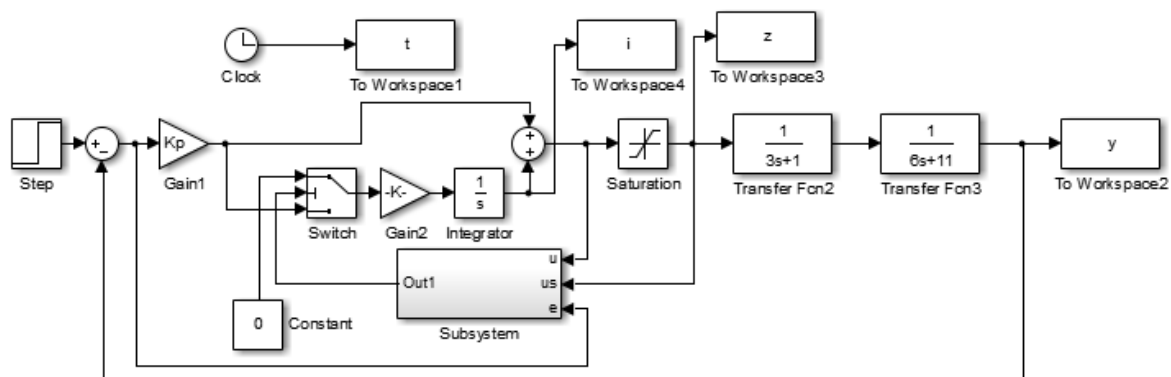 t
To Workspace1
Clock
i
To Workspace4
z
To Workspace3
Step
+
−
Kp
Gain1
+
+
Saturation
1
3s+1
Transfer Fcn2
1
6s+11
Transfer Fcn3
y
To Workspace2
Switch
-K-
Gain2
1
s
Integrator
Out1
u
us
e
Subsystem
0
Constant